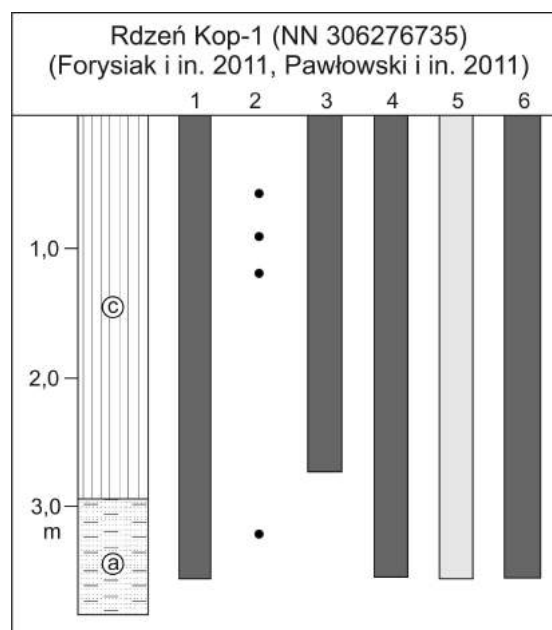 Rdzeń Kop-1 (NN 306276735)
(Forysiak i in. 2011, Pawłowski i in. 2011)
1 2 3 4 5 6
1,0
c
2,0
3,0
m
a